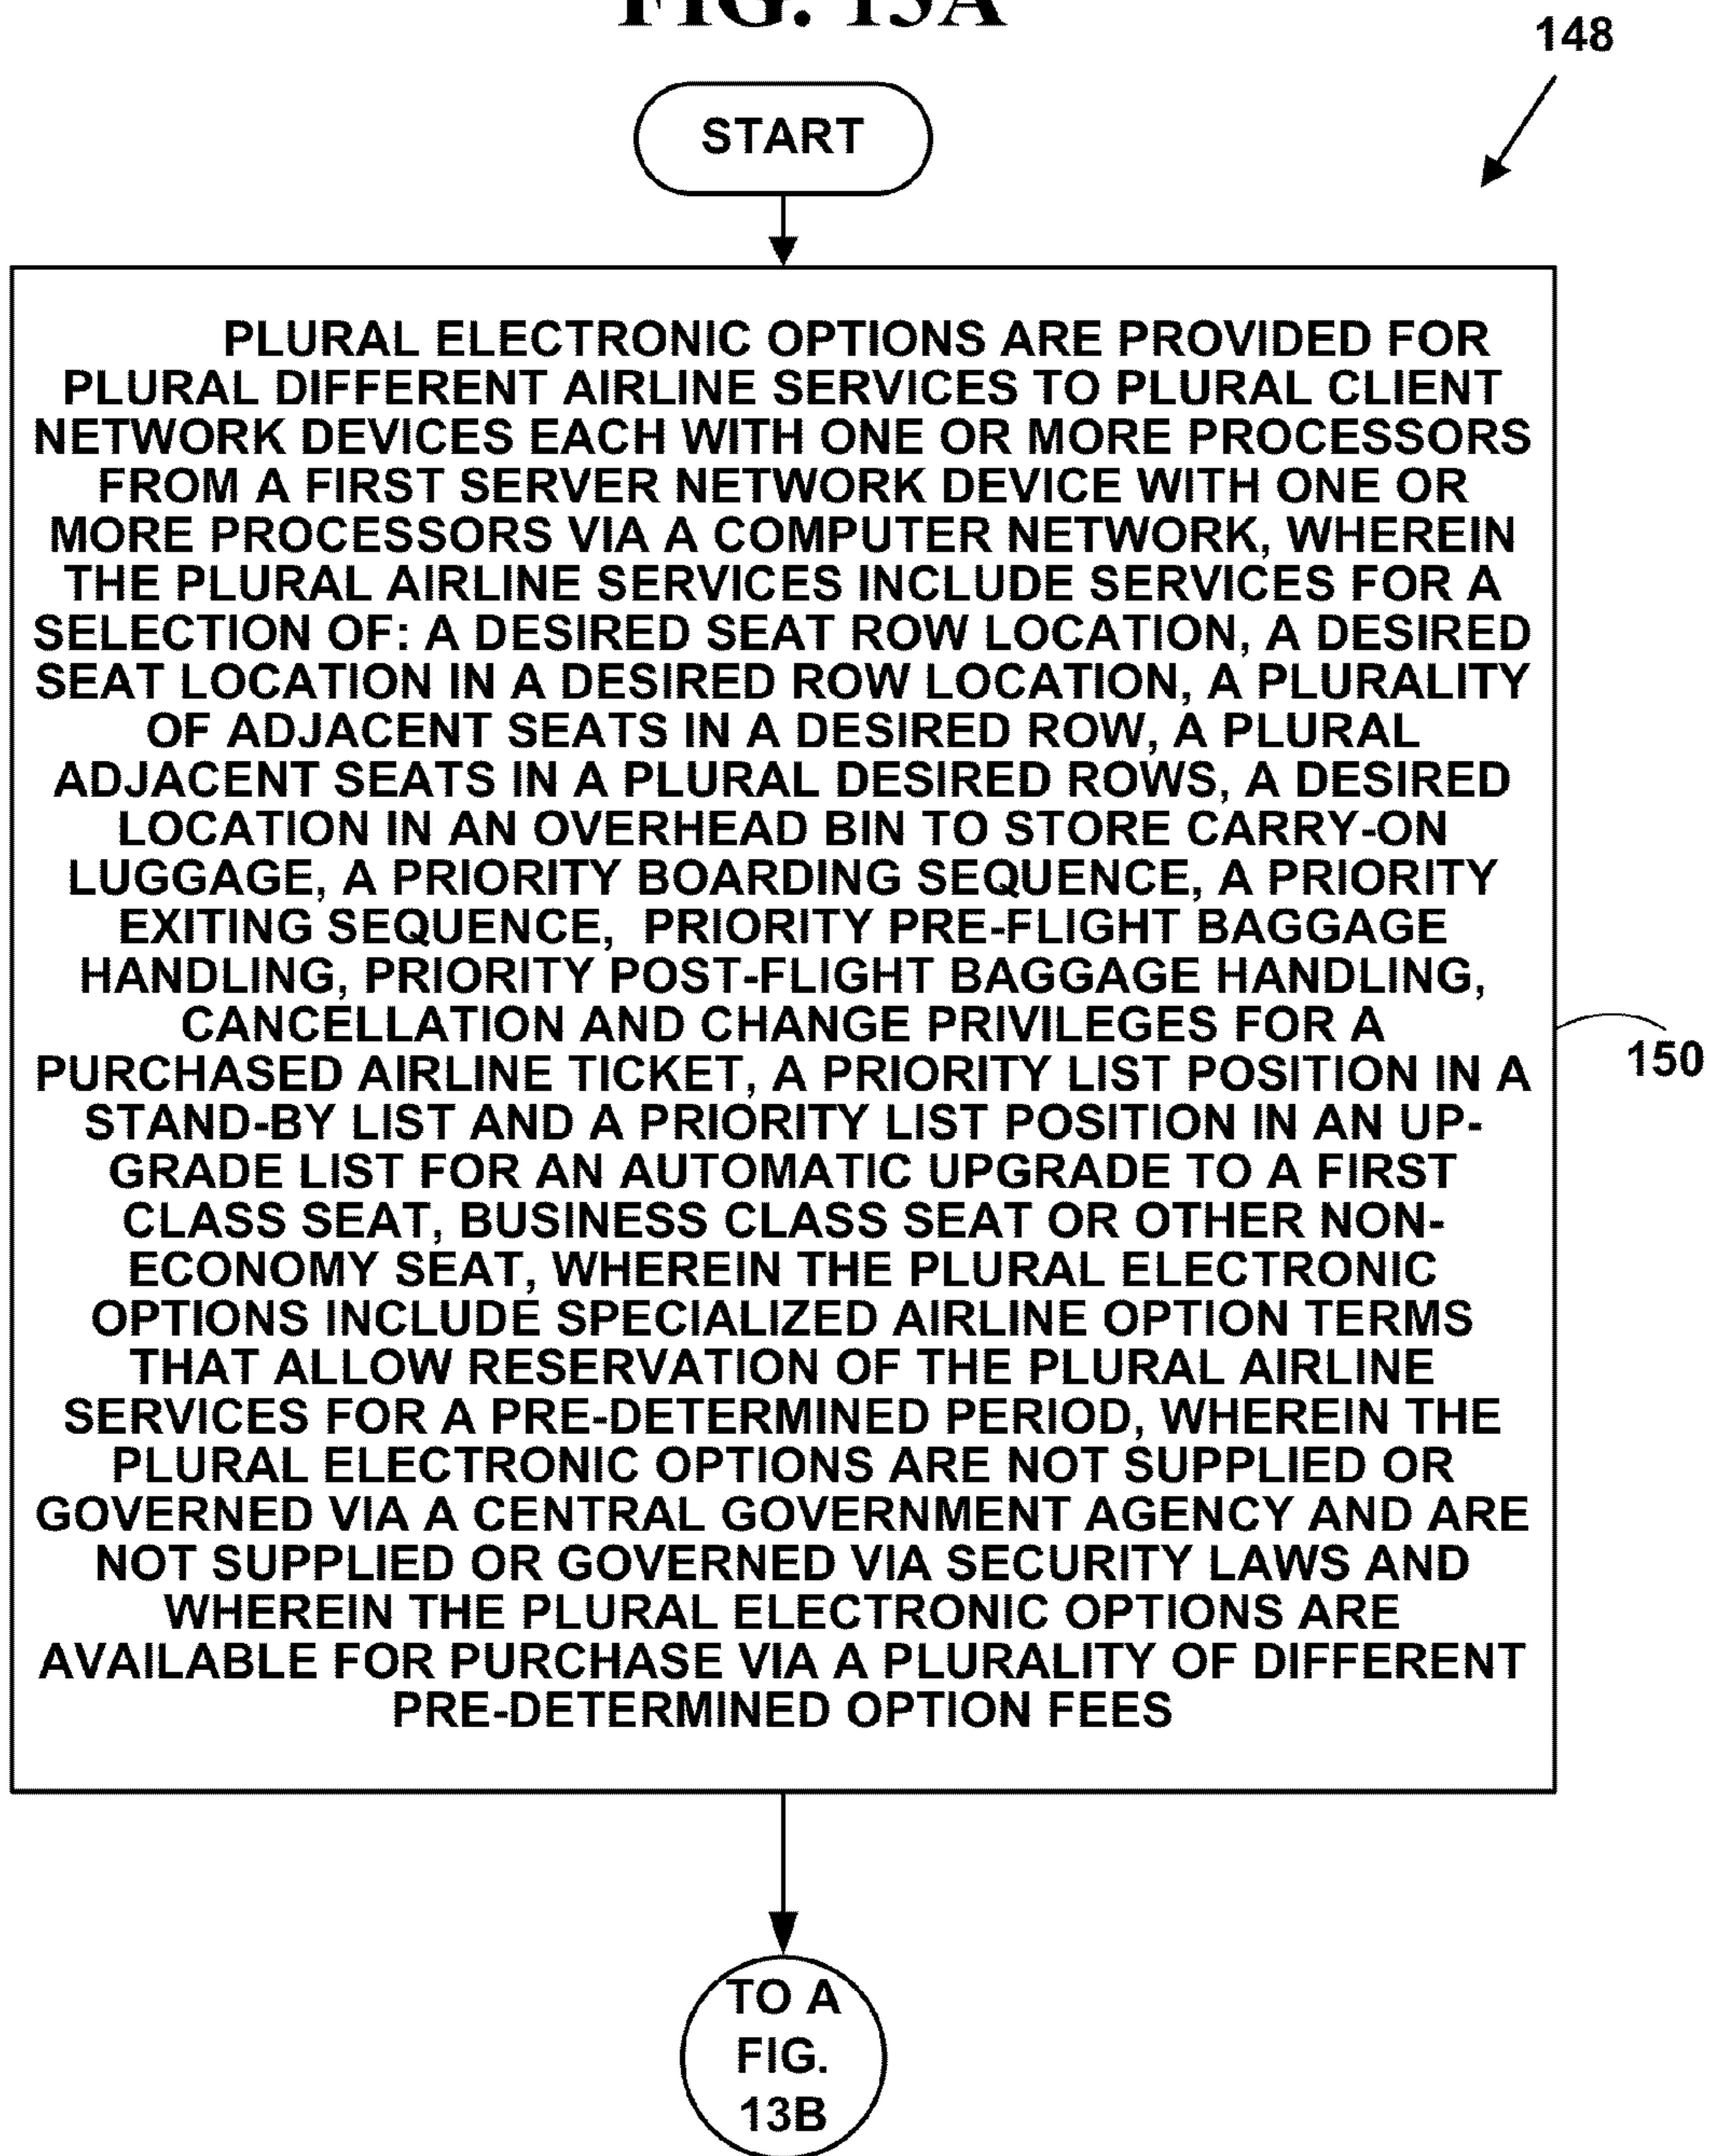 FIG. 13A
148
START
PLURAL ELECTRONIC OPTIONS ARE PROVIDED FOR
PLURAL DIFFERENT AIRLINE SERVICES TO PLURAL CLIENT
NETWORK DEVICES EACH WITH ONE OR MORE PROCESSORS
FROM A FIRST SERVER NETWORK DEVICE WITH ONE OR
MORE PROCESSORS VIA A COMPUTER NETWORK, WHEREIN
THE PLURAL AIRLINE SERVICES INCLUDE SERVICES FOR A
SELECTION OF: A DESIRED SEAT ROW LOCATION, A DESIRED
SEAT LOCATION IN A DESIRED ROW LOCATION, A PLURALITY
OF ADJACENT SEATS IN A DESIRED ROW, A PLURAL
ADJACENT SEATS IN A PLURAL DESIRED ROWS, A DESIRED
LOCATION IN AN OVERHEAD BIN TO STORE CARRY-ON
LUGGAGE, A PRIORITY BOARDING SEQUENCE, A PRIORITY
EXITING SEQUENCE, PRIORITY PRE-FLIGHT BAGGAGE
HANDLING, PRIORITY POST-FLIGHT BAGGAGE HANDLING,
CANCELLATION AND CHANGE PRIVILEGES FOR A
PURCHASED AIRLINE TICKET, A PRIORITY LIST POSITION IN A
STAND-BY LIST AND A PRIORITY LIST POSITION IN AN UP-
GRADE LIST FOR AN AUTOMATIC UPGRADE TO A FIRST
CLASS SEAT, BUSINESS CLASS SEAT OR OTHER NON-
ECONOMY SEAT, WHEREIN THE PLURAL ELECTRONIC
OPTIONS INCLUDE SPECIALIZED AIRLINE OPTION TERMS
THAT ALLOW RESERVATION OF THE PLURAL AIRLINE
SERVICES FOR A PRE-DETERMINED PERIOD, WHEREIN THE
PLURAL ELECTRONIC OPTIONS ARE NOT SUPPLIED OR
GOVERNED VIA A CENTRAL GOVERNMENT AGENCY AND ARE
NOT SUPPLIED OR GOVERNED VIA SECURITY LAWS AND
WHEREIN THE PLURAL ELECTRONIC OPTIONS ARE
AVAILABLE FOR PURCHASE VIA A PLURALITY OF DIFFERENT
PRE-DETERMINED OPTION FEES
150
TO A
FIG.
13B